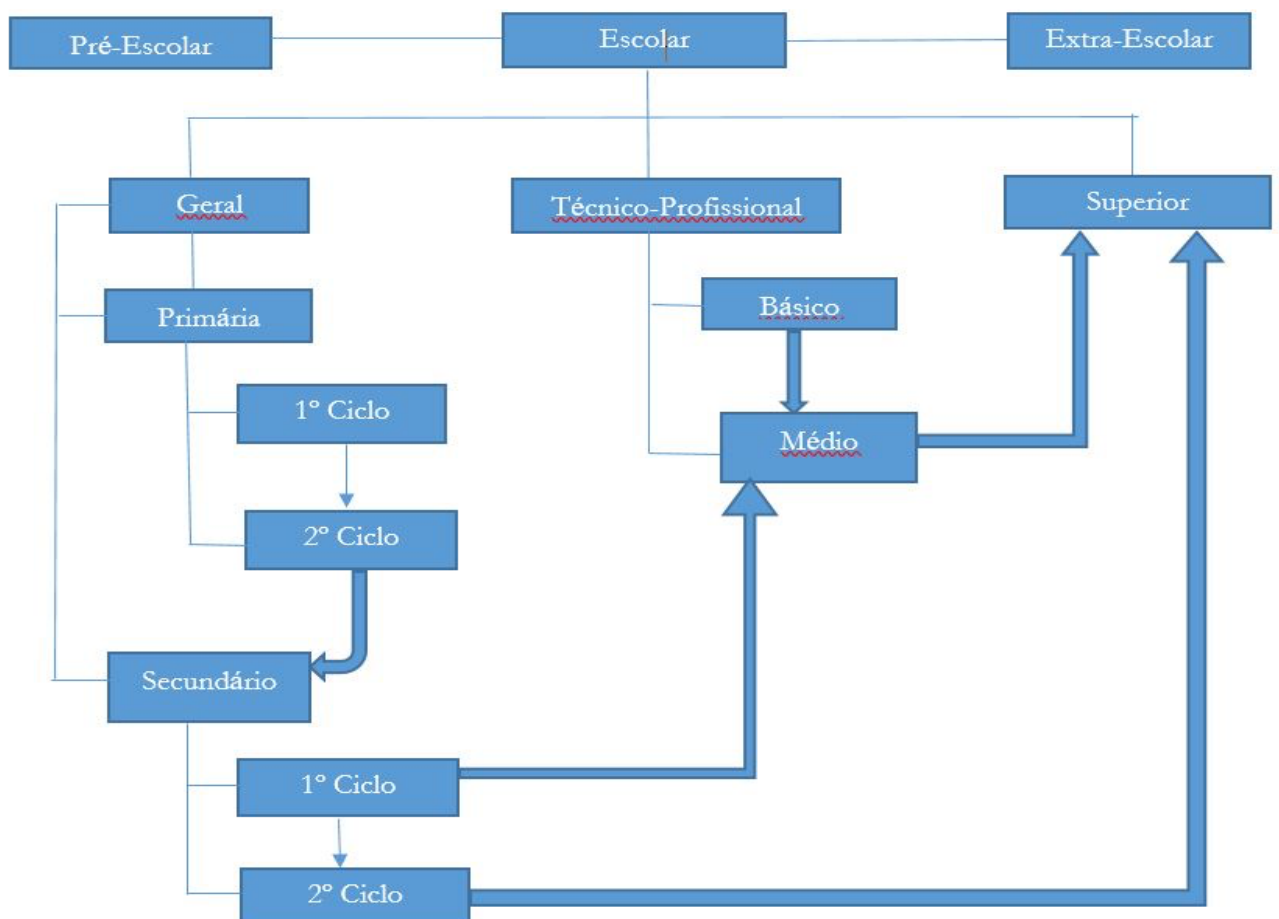 Pré-Escolar
Escolar
Extra-Escolar
Geral
Técnico-Profissional
Superior
Primária
Básico
1º Ciclo
Médio
2º Ciclo
Secundário
1º Ciclo
2º Ciclo